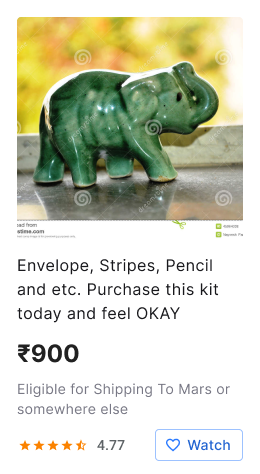 ad from
stime.com
Envelope, Stripes, Pencil
and etc. Purchase this kit
today and feel OKAY
₹900
Eligible for Shipping To Mars or
somewhere else
4.77
Watch